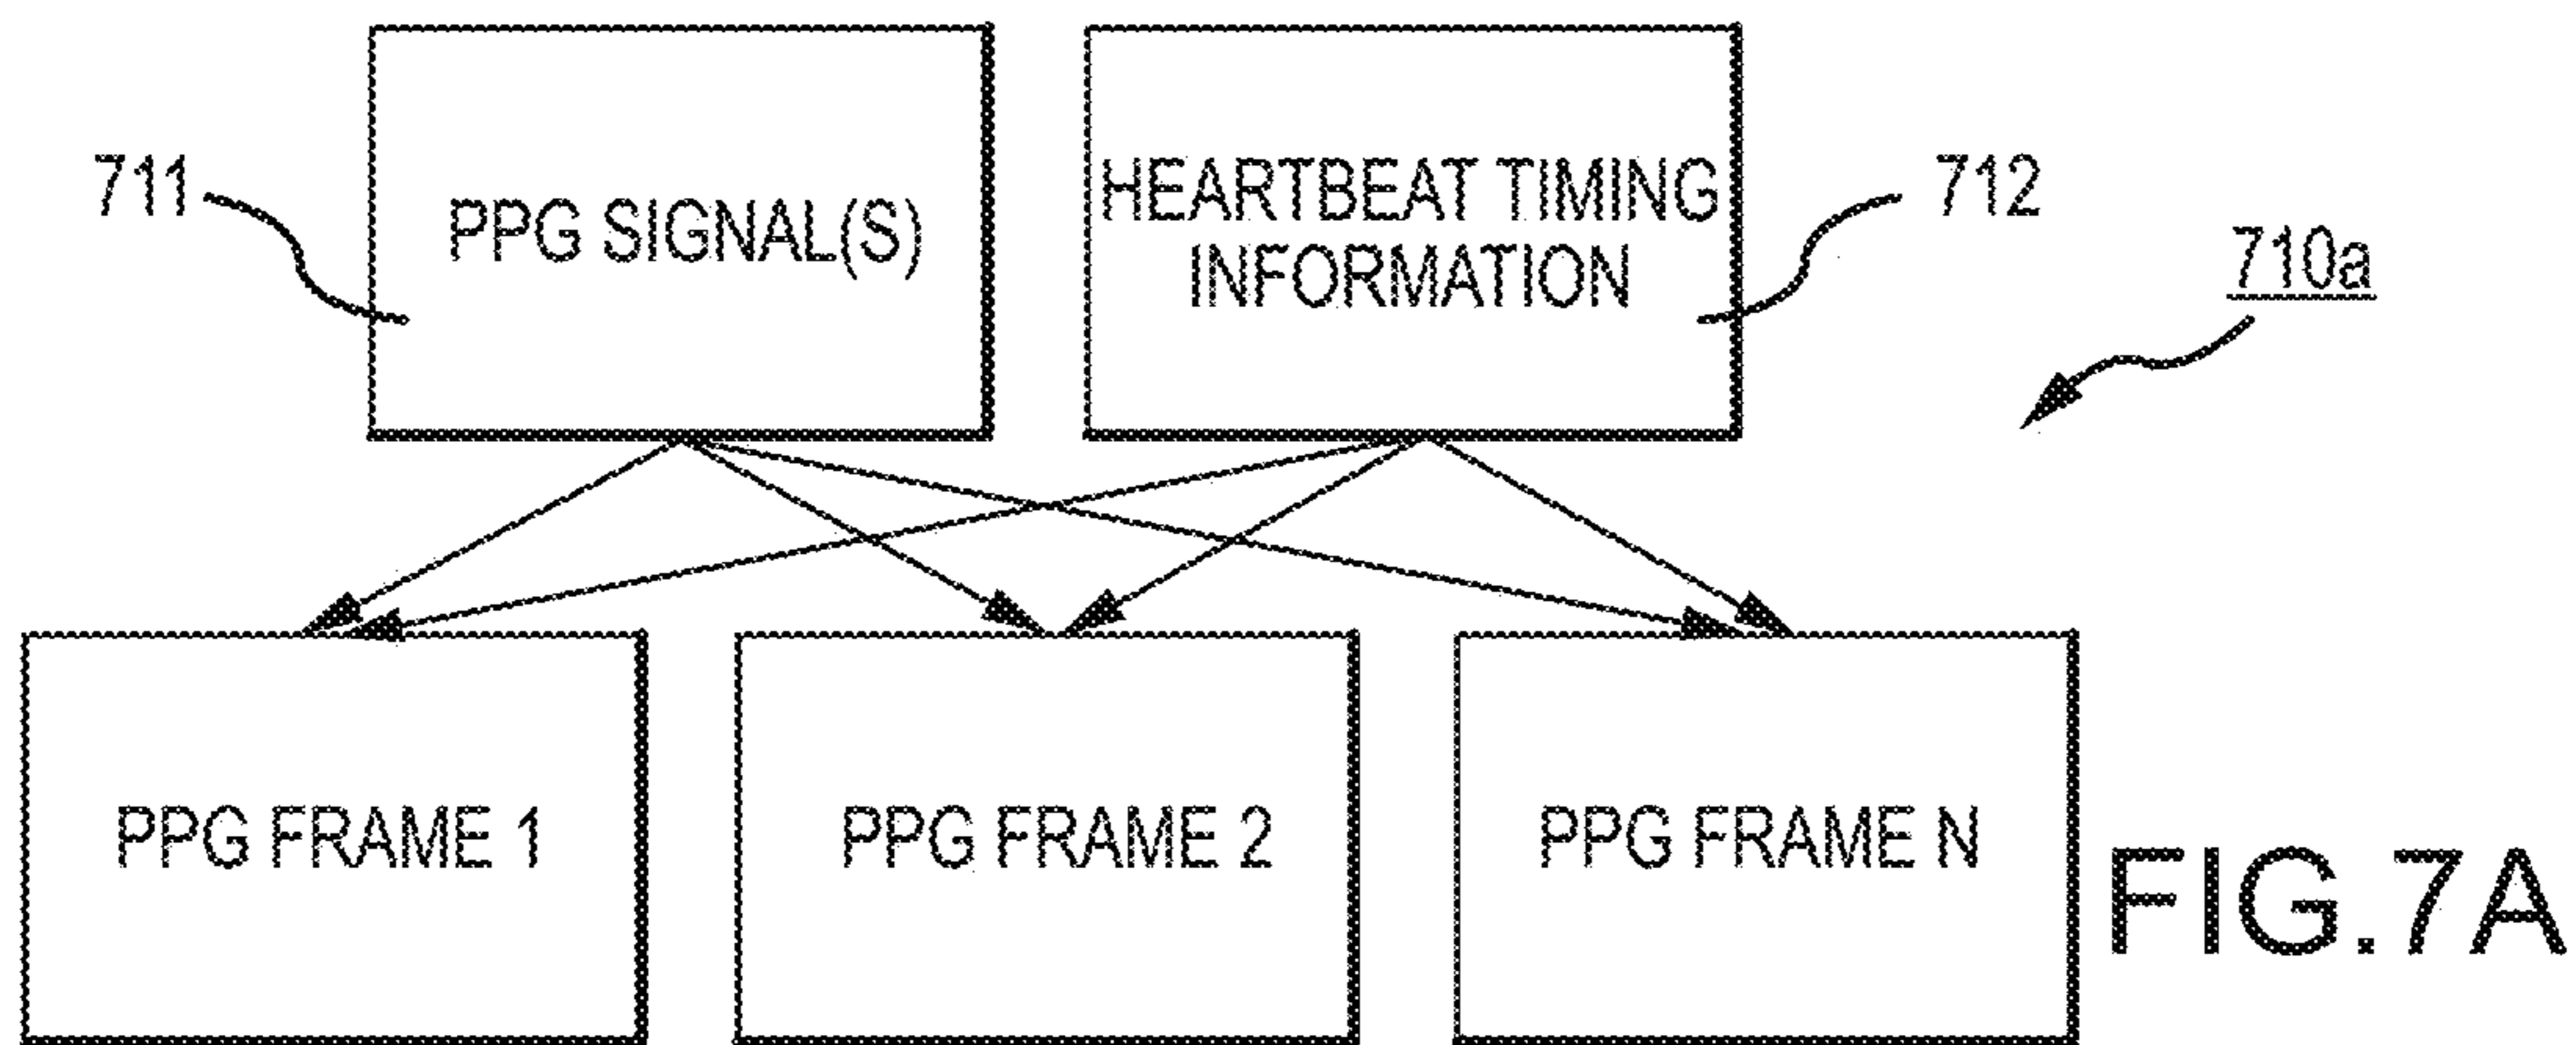 711
PPG SIGNAL(S)
HEARTBEAT TIMING
INFORMATION
712
710a
PPG FRAME 1
PPG FRAME 2
PPG FRAME N
FIG.7A